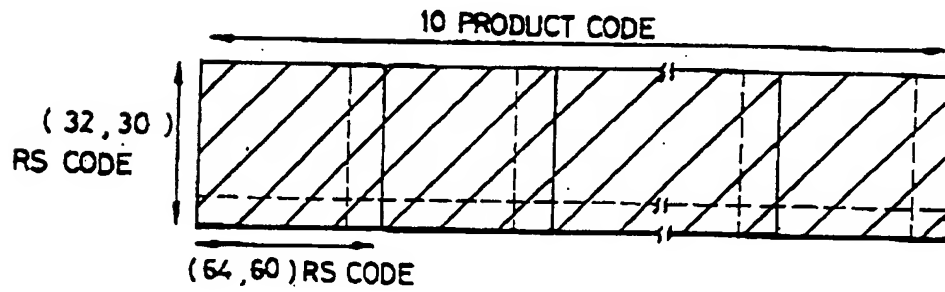 10 PRODUCT CODE
( 32 , 30 )
RS CODE
(64 ,60 ) RS CODE